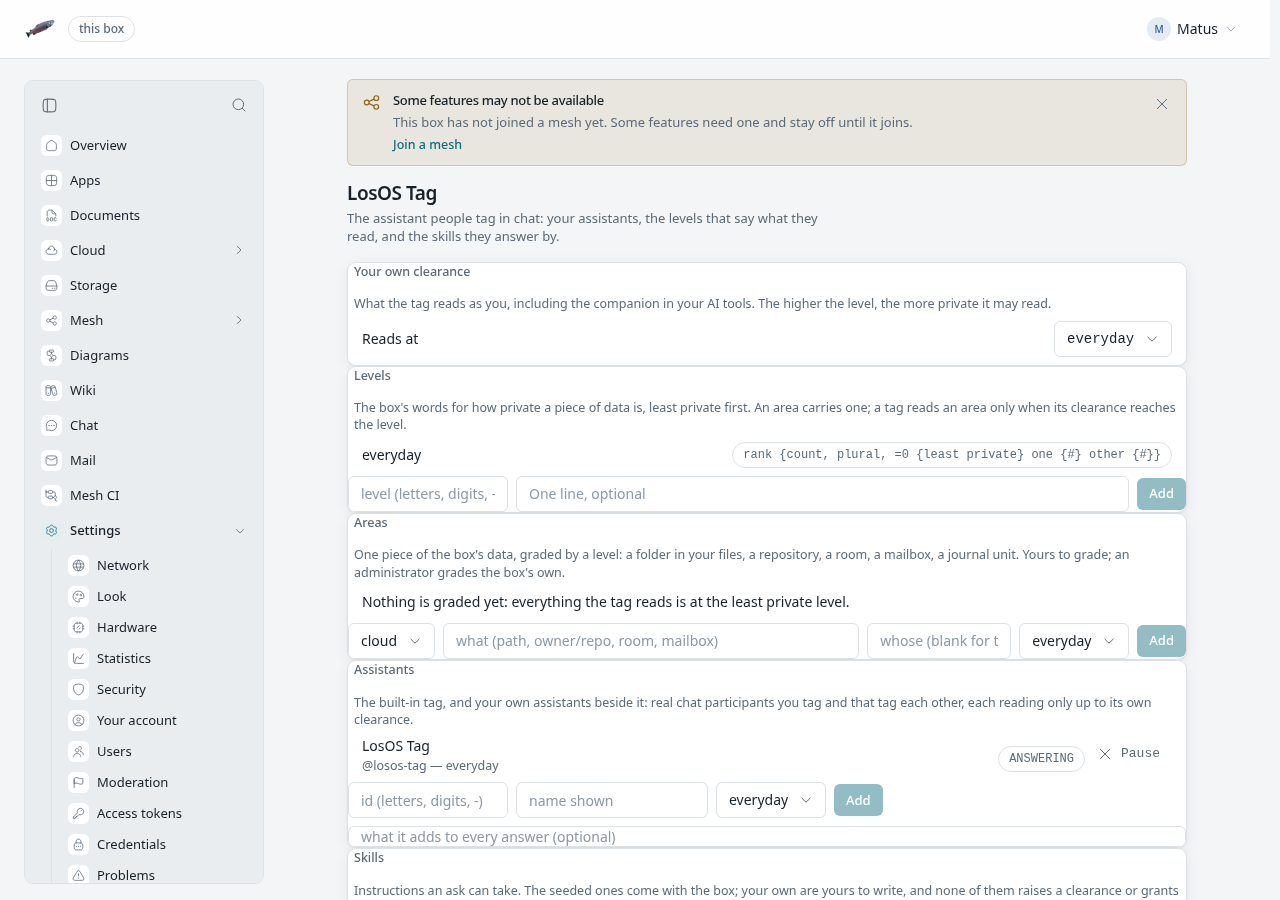 this box
M Matus
Some features may not be available
This box has not joined a mesh yet. Some features need one and stay off until it joins.
Join a mesh
Overview
Apps
Documents
Cloud
Storage
Mesh
Diagrams
Wiki
Chat
Mail
Mesh CI
Settings
Network
Look
Hardware
Statistics
Security
Your account
Users
Moderation
Access tokens
Credentials
Problems
LosOS Tag
The assistant people tag in chat: your assistants, the levels that say what they
read, and the skills they answer by.
Your own clearance
What the tag reads as you, including the companion in your AI tools. The higher the level, the more private it may read.
Reads at everyday
Levels
The box's words for how private a piece of data is, least private first. An area carries one; a tag reads an area only when its clearance reaches
the level.
everyday rank {count, plural, =0 {least private} one {#} other {#}}
level (letters, digits, - One line, optional Add
Areas
One piece of the box's data, graded by a level: a folder in your files, a repository, a room, a mailbox, a journal unit. Yours to grade; an
administrator grades the box's own.
Nothing is graded yet: everything the tag reads is at the least private level.
cloud what (path, owner/repo, room, mailbox) whose (blank for t everyday Add
Assistants
The built-in tag, and your own assistants beside it: real chat participants you tag and that tag each other, each reading only up to its own
clearance.
LosOS Tag
@losos-tag — everyday ANSWERING Pause
id (letters, digits, -) name shown everyday Add
what it adds to every answer (optional)
Skills
Instructions an ask can take. The seeded ones come with the box; your own are yours to write, and none of them raises a clearance or grants